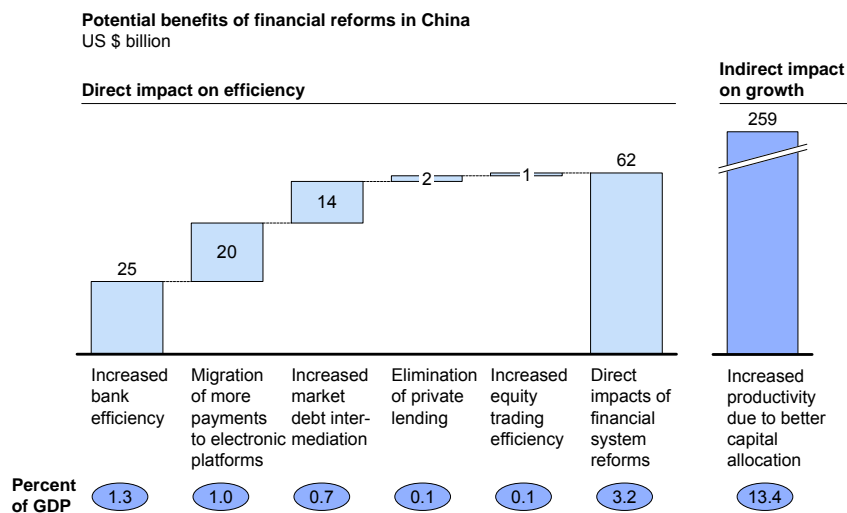 Potential benefits of financial reforms in China
US $ billion
Direct impact on efficiency
Indirect impact
on growth
25
20
14
2
1
62
259
Increased
bank
efficiency
Migration
of more
payments
to electronic
platforms
Increased
market
debt inter-
mediation
Elimination
of private
lending
Increased
equity
trading
efficiency
Direct
impacts of
financial
system
reforms
Increased
productivity
due to better
capital
allocation
Percent
of GDP
1.3
1.0
0.7
0.1
0.1
3.2
13.4